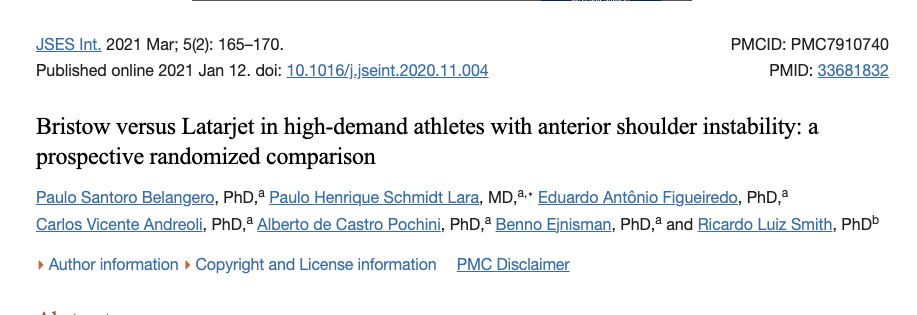 JSES Int. 2021 Mar; 5(2): 165–170.
PMCID: PMC7910740
Published online 2021 Jan 12. doi: 10.1016/j.jseint.2020.11.004
PMID: 33681832
Bristow versus Latarjet in high-demand athletes with anterior shoulder instability: a
prospective randomized comparison
Paulo Santoro Belangero, PhD,a Paulo Henrique Schmidt Lara, MD,a,* Eduardo Antônio Figueiredo, PhD,a
Carlos Vicente Andreoli, PhD,a Alberto de Castro Pochini, PhD,a Benno Ejnisman, PhD,a and Ricardo Luiz Smith, PhDb
Author information Copyright and License information PMC Disclaimer